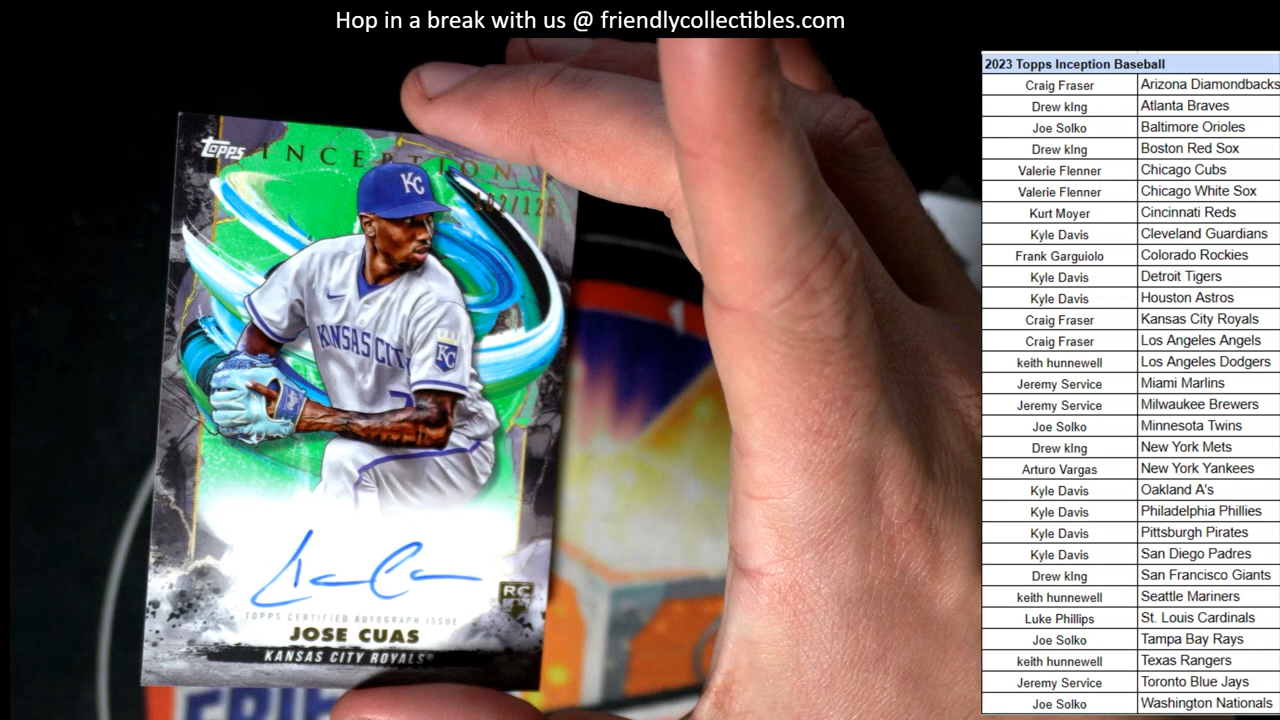 Hop in a break with us @ friendlycollectibles.com
2023 Topps Inception Baseball
Craig Fraser Arizona Diamondbacks
Drew kIng Atlanta Braves
Joe Solko Baltimore Orioles
Drew kIng Boston Red Sox
Valerie Flenner Chicago Cubs
Valerie Flenner Chicago White Sox
Kurt Moyer Cincinnati Reds
Kyle Davis Cleveland Guardians
Frank Garguiolo Colorado Rockies
Kyle Davis Detroit Tigers
Kyle Davis Houston Astros
Craig Fraser Kansas City Royals
Craig Fraser Los Angeles Angels
keith hunnewell Los Angeles Dodgers
Jeremy Service Miami Marlins
Jeremy Service Milwaukee Brewers
Joe Solko Minnesota Twins
Drew kIng New York Mets
Arturo Vargas New York Yankees
Kyle Davis Oakland A's
Kyle Davis Philadelphia Phillies
Kyle Davis Pittsburgh Pirates
Kyle Davis San Diego Padres
Drew kIng San Francisco Giants
keith hunnewell Seattle Mariners
Luke Phillips St. Louis Cardinals
Joe Solko Tampa Bay Rays
keith hunnewell Texas Rangers
Jeremy Service Toronto Blue Jays
Joe Solko Washington Nationals
Topps INCEPTION
KC
KANSAS CITY
KC
RC
TOPPS CERTIFIED AUTOGRAPH ISSUE
JOSE CUAS
KANSAS CITY ROYALS®